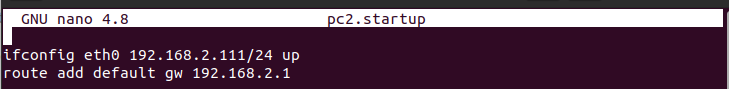 GNU nano 4.8 pc2.startup
ifconfig eth0 192.168.2.111/24 up
route add default gw 192.168.2.1